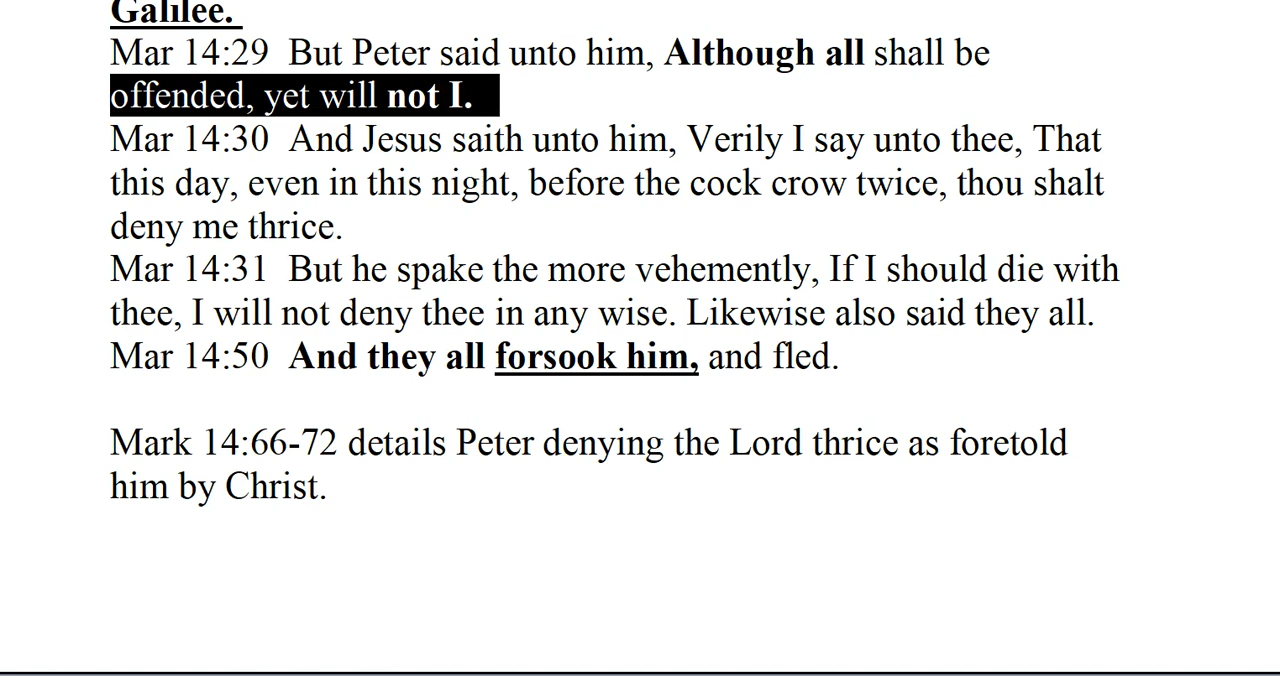 Galilee.
Mar 14:29 But Peter said unto him, Although all shall be
offended, yet will not I.
Mar 14:30 And Jesus saith unto him, Verily I say unto thee, That
this day, even in this night, before the cock crow twice, thou shalt
deny me thrice.
Mar 14:31 But he spake the more vehemently, If I should die with
thee, I will not deny thee in any wise. Likewise also said they all.
Mar 14:50 And they all forsook him, and fled.
Mark 14:66-72 details Peter denying the Lord thrice as foretold
him by Christ.